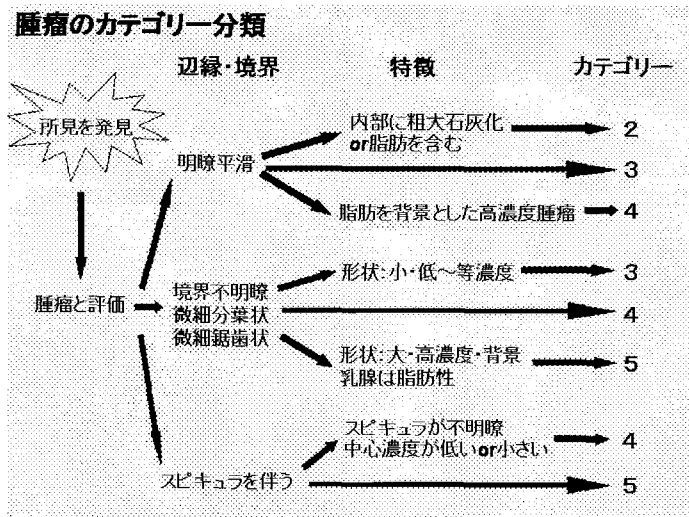 腫瘤のカテゴリー分類
辺縁・境界 特徴 カテゴリー
所見を発見
明瞭平滑
内部に粗大石灰化
or脂肪を含む
2
3
脂肪を背景とした高濃度腫瘤
4
腫瘤と評価
境界不明瞭
微細分葉状
微細鋸歯状
形状:小・低〜等濃度
3
4
形状:大・高濃度・背景
乳腺は脂肪性
5
スピキュラを伴う
スピキュラが不明瞭
中心濃度が低いor小さい
4
5